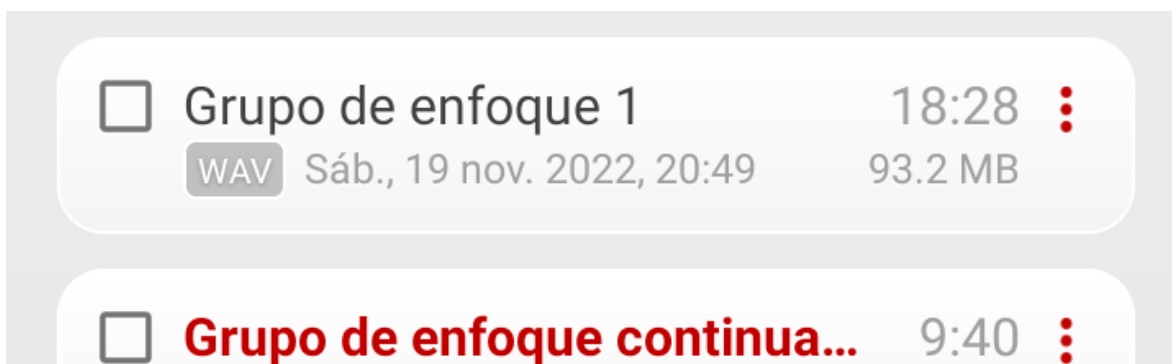 Grupo de enfoque 1 18:28
WAV Sáb., 19 nov. 2022, 20:49 93.2 MB
Grupo de enfoque continua... 9:40